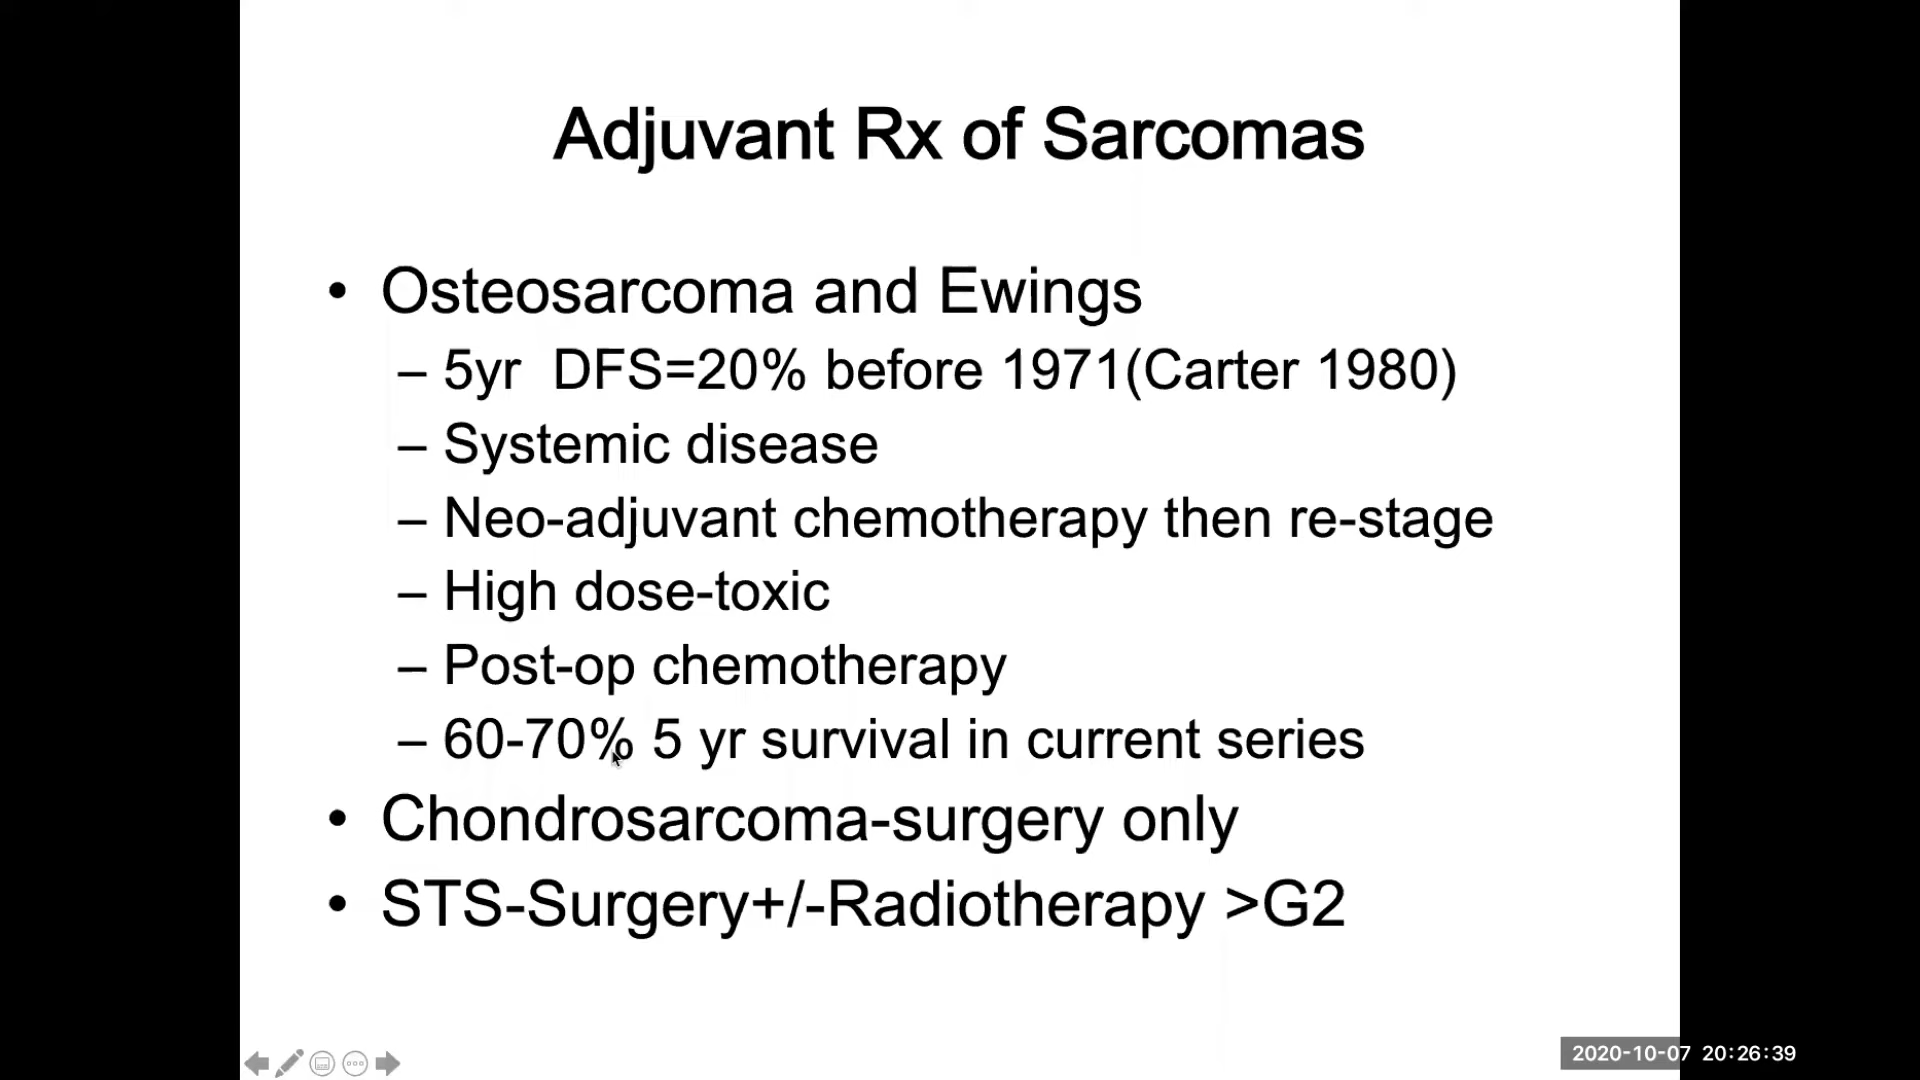 Adjuvant Rx of Sarcomas
• Osteosarcoma and Ewings
– 5yr DFS=20% before 1971(Carter 1980)
– Systemic disease
– Neo-adjuvant chemotherapy then re-stage
– High dose-toxic
– Post-op chemotherapy
– 60-70% 5 yr survival in current series
• Chondrosarcoma-surgery only
• STS-Surgery+/-Radiotherapy >G2
2020-10-07 20:26:39